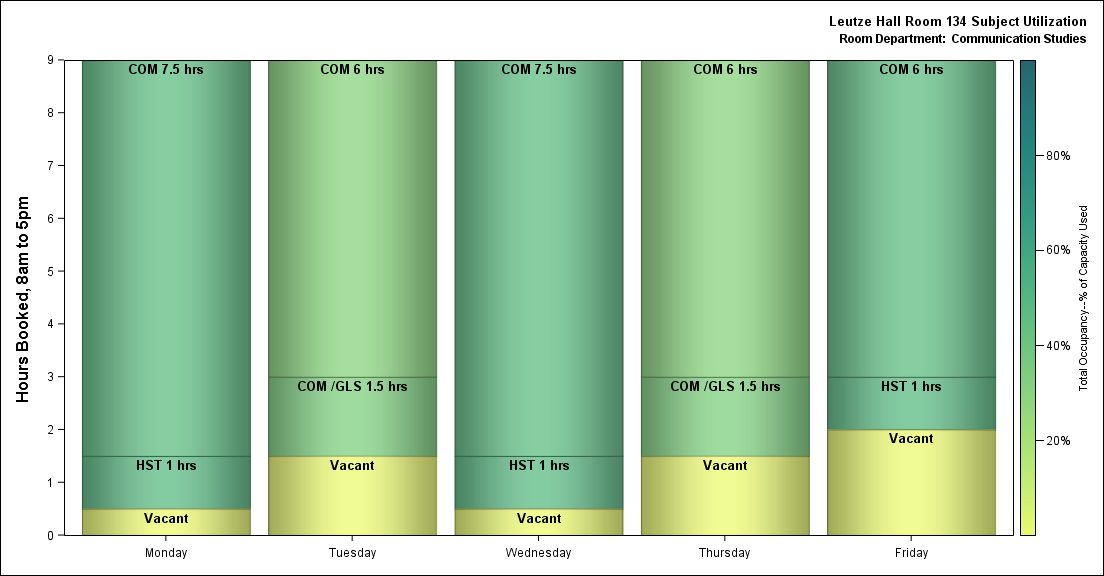 Leutze Hall Room 134 Subject Utilization
Room Department: Communication Studies
Hours Booked, 8am to 5pm
9
8
7
6
5
4
3
2
1
0
COM 7.5 hrs
HST 1 hrs
Vacant
COM 6 hrs
COM /GLS 1.5 hrs
Vacant
COM 7.5 hrs
HST 1 hrs
Vacant
COM 6 hrs
COM /GLS 1.5 hrs
Vacant
COM 6 hrs
HST 1 hrs
Vacant
Monday
Tuesday
Wednesday
Thursday
Friday
80%
60%
40%
20%
Total Occupancy--% of Capacity Used